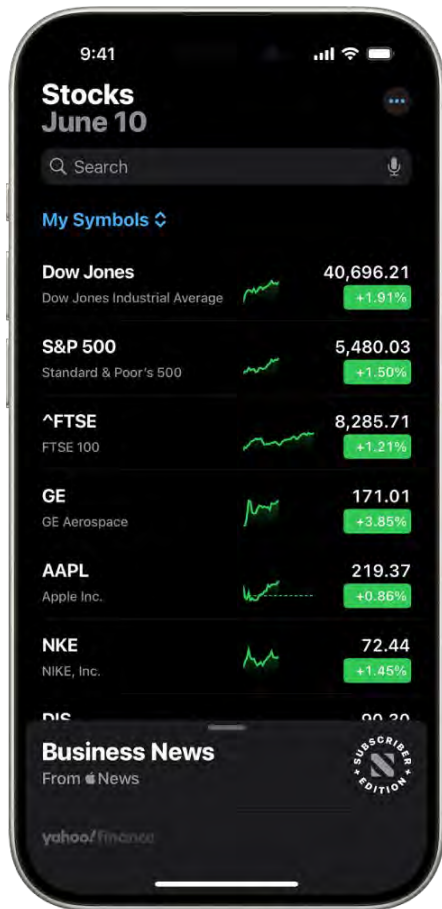 9:41
Stocks
June 10
Search
My Symbols
Dow Jones
40,696.21
Dow Jones Industrial Average
+1.91%
S&P 500
5,480.03
Standard & Poor's 500
+1.50%
^FTSE
8,285.71
FTSE 100
+1.21%
GE
171.01
GE Aerospace
+3.85%
AAPL
219.37
Apple Inc.
+0.86%
NKE
72.44
NIKE, Inc.
+1.45%
DIS
90.30
Business News
From News
SUBSCRIBER EDITION
yahoo!finance